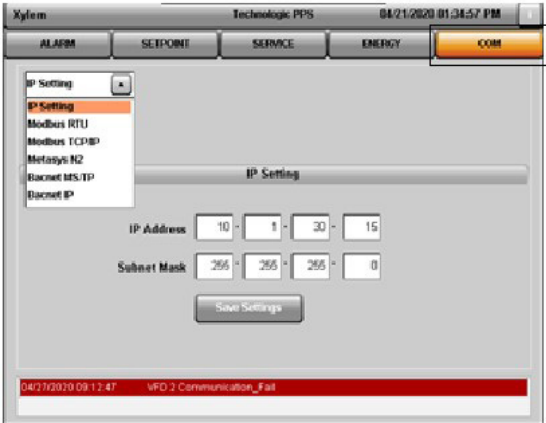 Xylem Technologic PPS 04/21/2020 01:34:57 PM
ALARM SETPOINT SERVICE ENERGY COM
IP Setting
IP Setting
Modbus RTU
Modbus TCP/IP
Metasys N2
Bacnet MS/TP
Bacnet IP
IP Setting
IP Address 10 - 1 - 30 - 15
Subnet Mask 255 - 255 - 255 - 0
Save Settings
04/27/2020 09:12:47 VFD 2 Communication_Fail